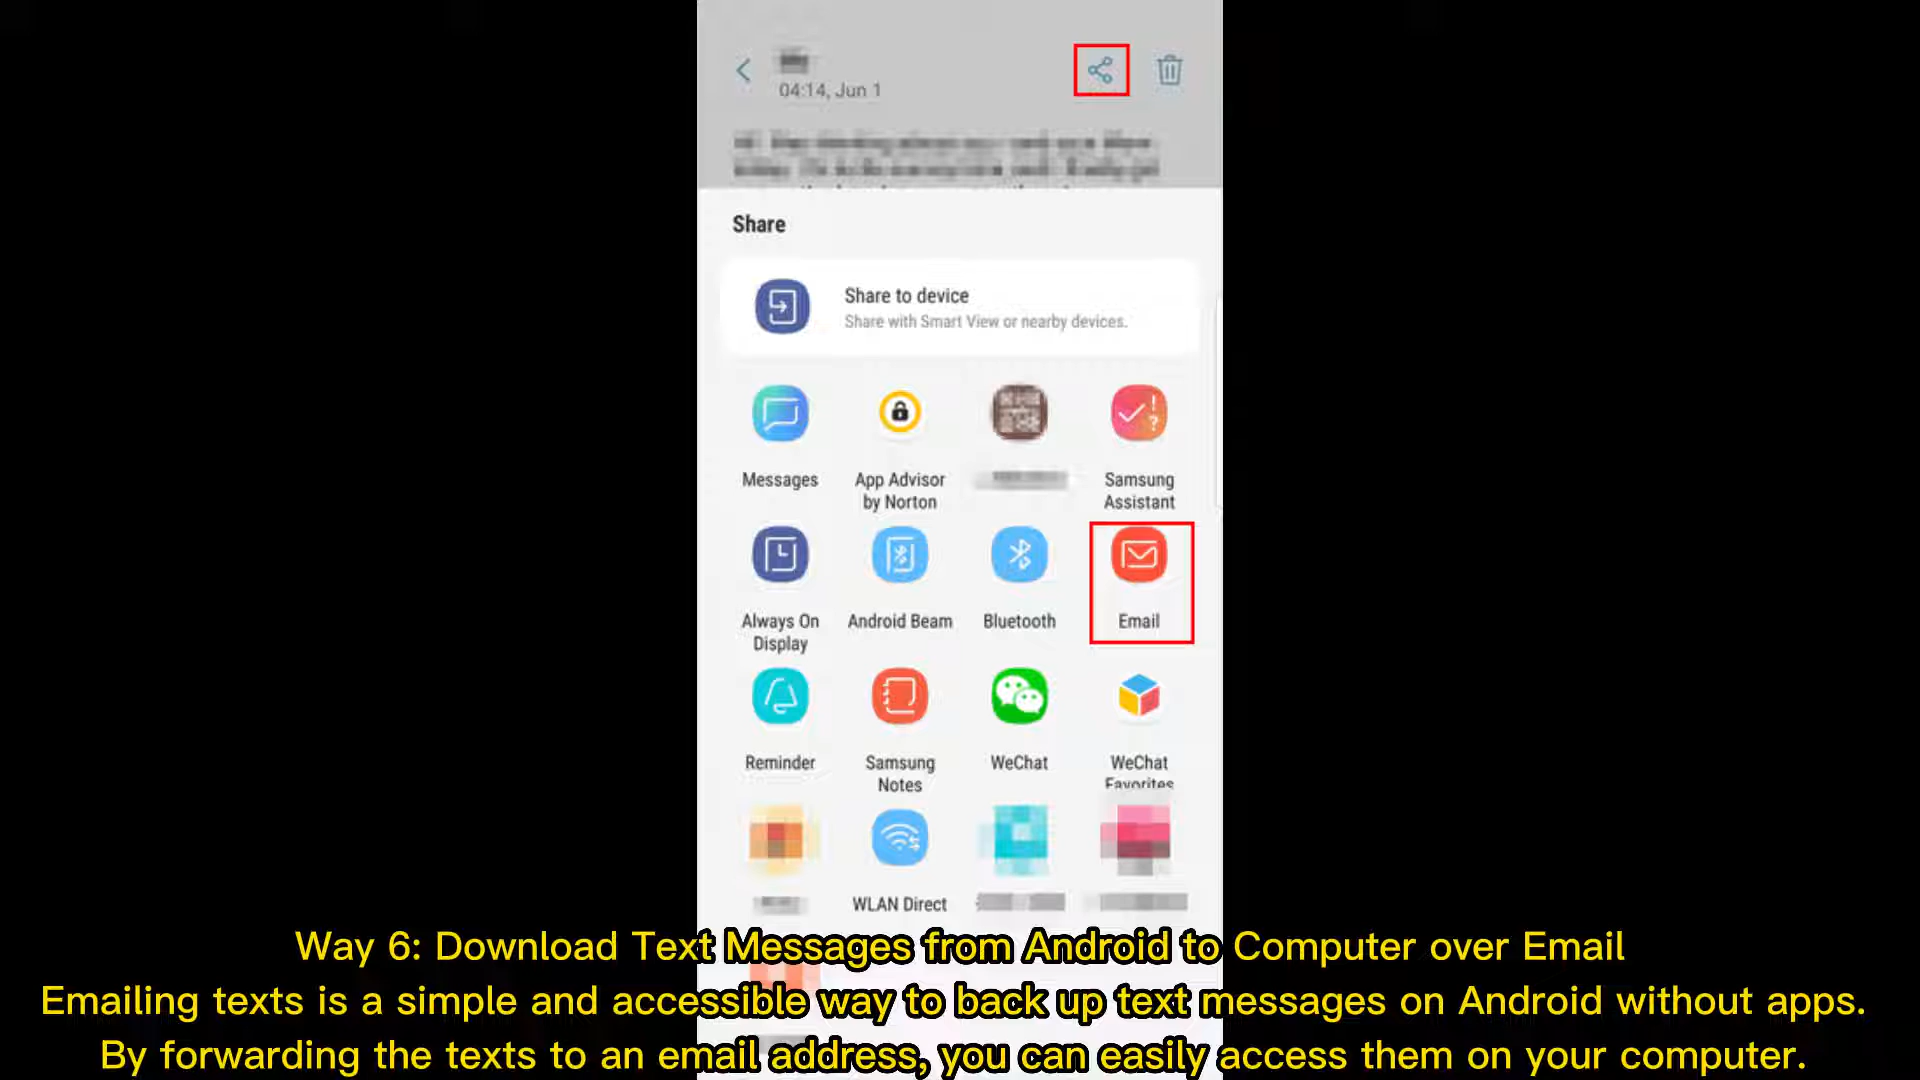 04:14, Jun 1
Share
Share to device
Share with Smart View or nearby devices.
Messages
App Advisor
by Norton
Samsung
Assistant
Always On
Display
Android Beam
Bluetooth
Email
Reminder
Samsung
Notes
WeChat
WeChat
Favorites
WLAN Direct
Way 6: Download Text Messages from Android to Computer over Email
Emailing texts is a simple and accessible way to back up text messages on Android without apps.
By forwarding the texts to an email address, you can easily access them on your computer.